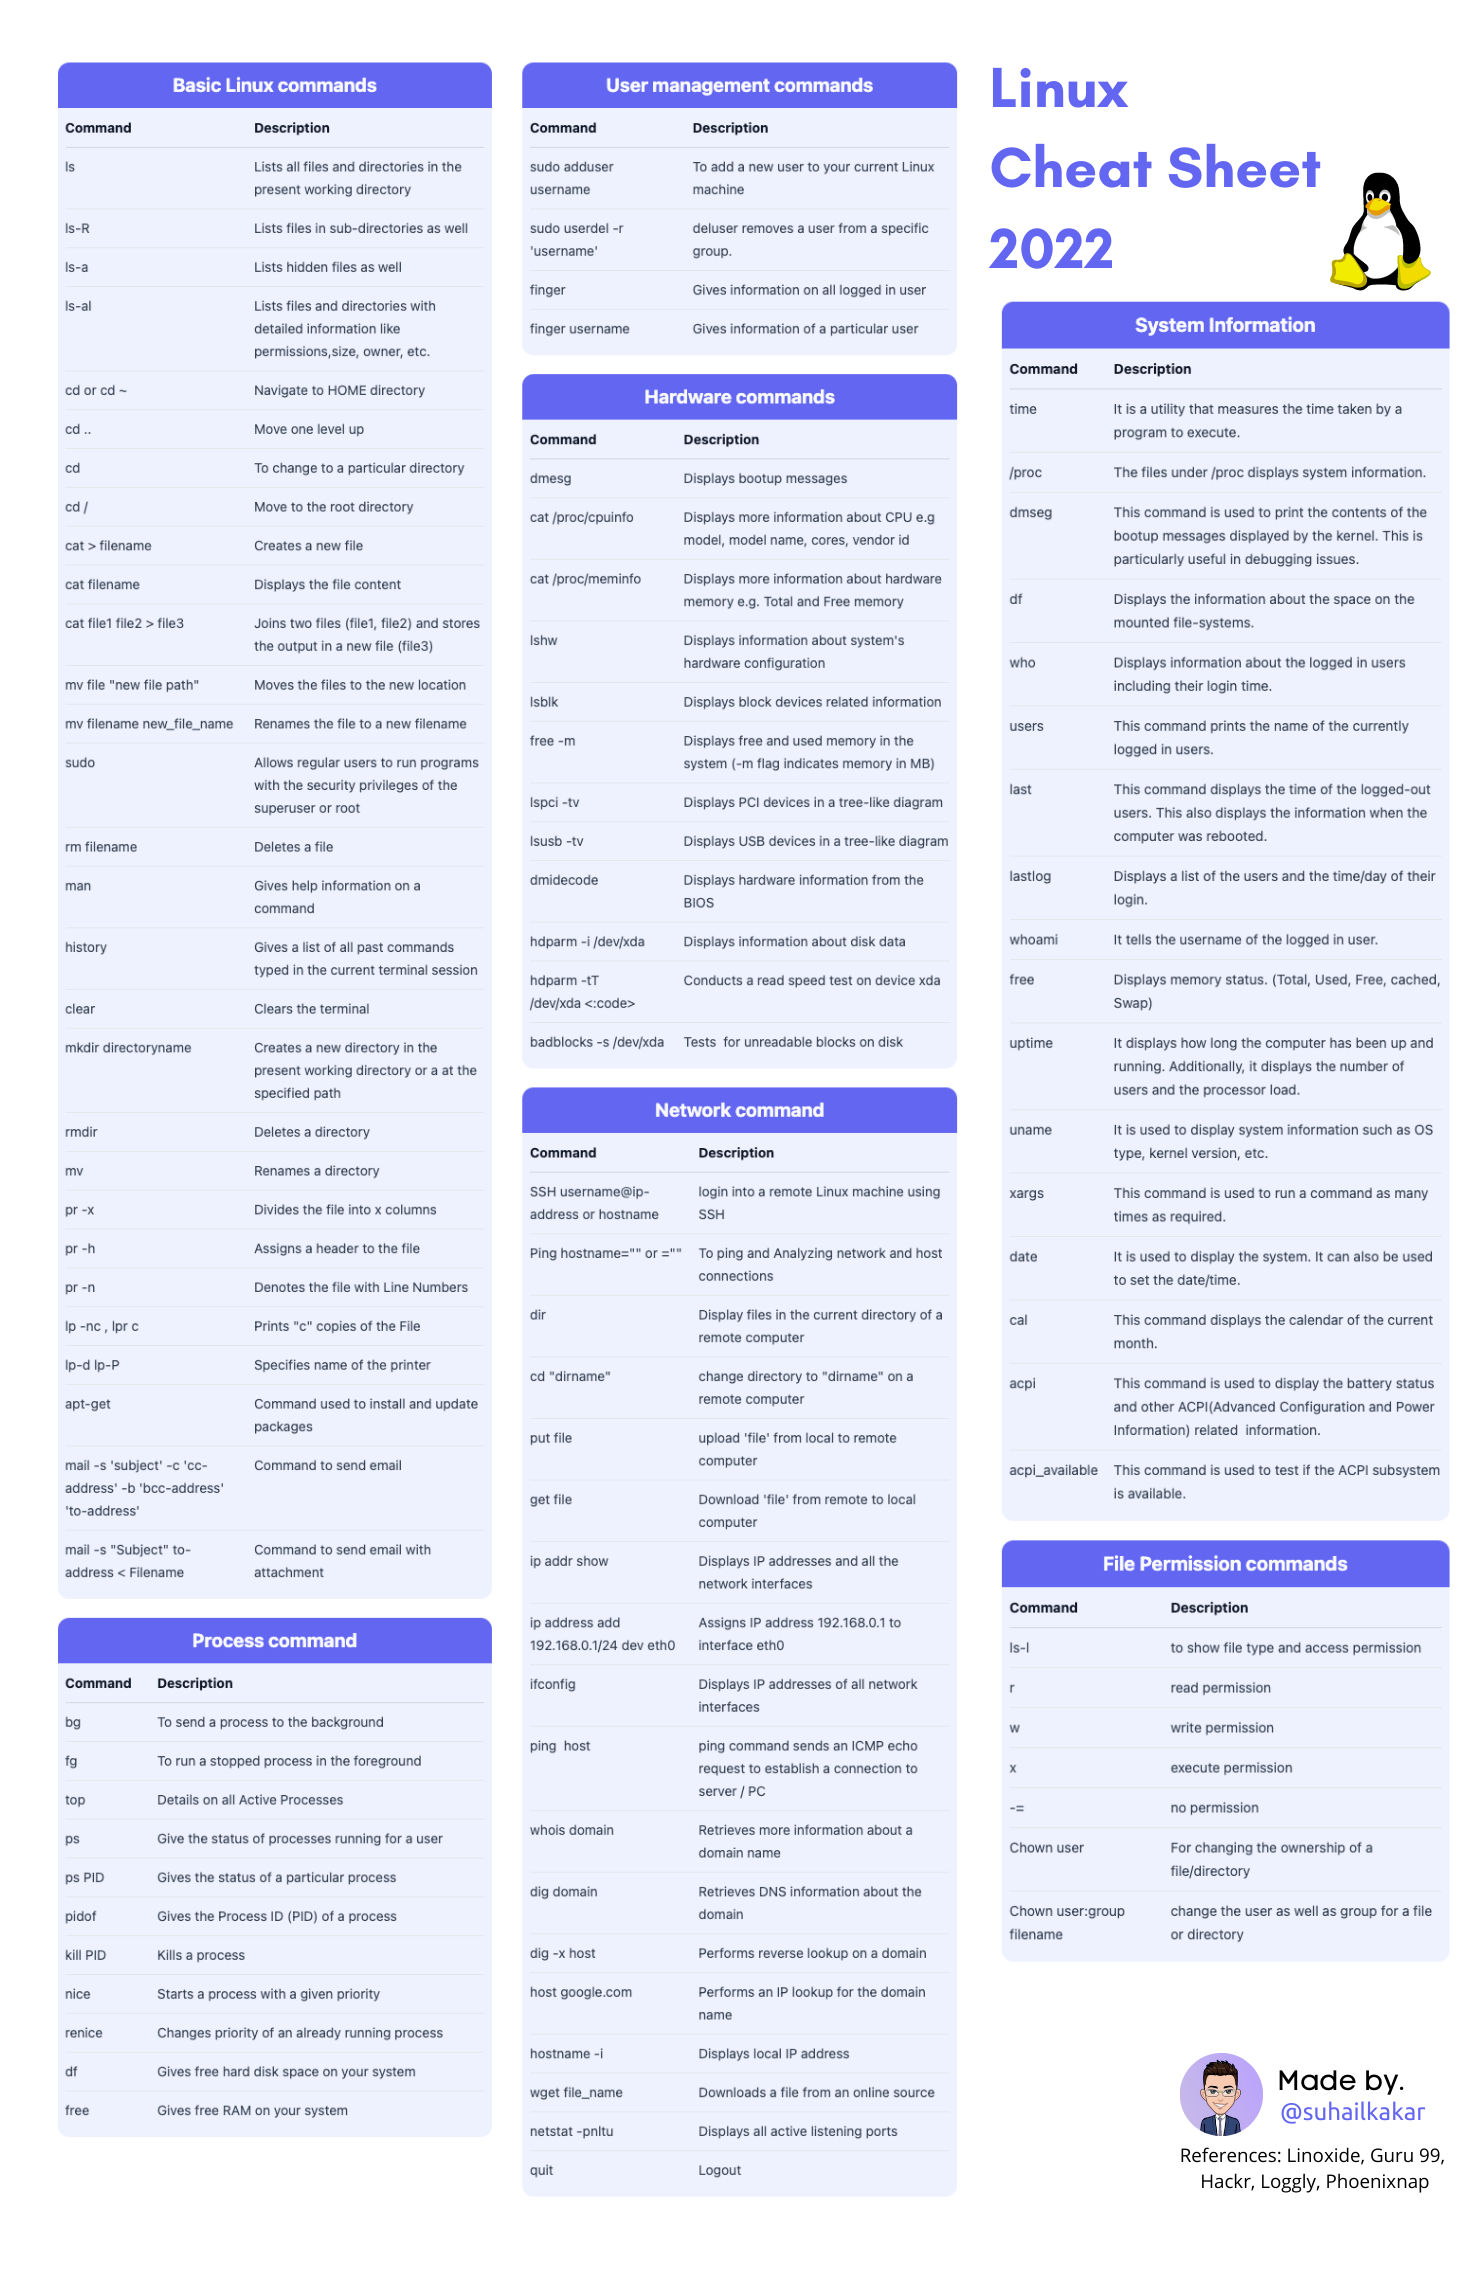 Linux
Cheat Sheet
2022
Basic Linux commands
Command Description
ls Lists all files and directories in the
present working directory
ls-R Lists files in sub-directories as well
ls-a Lists hidden files as well
ls-al Lists files and directories with
detailed information like
permissions,size, owner, etc.
cd or cd ~ Navigate to HOME directory
cd .. Move one level up
cd To change to a particular directory
cd / Move to the root directory
cat > filename Creates a new file
cat filename Displays the file content
cat file1 file2 > file3 Joins two files (file1, file2) and stores
the output in a new file (file3)
mv file "new file path" Moves the files to the new location
mv filename new_file_name Renames the file to a new filename
sudo Allows regular users to run programs
with the security privileges of the
superuser or root
rm filename Deletes a file
man Gives help information on a
command
history Gives a list of all past commands
typed in the current terminal session
clear Clears the terminal
mkdir directoryname Creates a new directory in the
present working directory or a at the
specified path
rmdir Deletes a directory
mv Renames a directory
pr -x Divides the file into x columns
pr -h Assigns a header to the file
pr -n Denotes the file with Line Numbers
lp -nc , lpr c Prints "c" copies of the File
lp-d lp-P Specifies name of the printer
apt-get Command used to install and update
packages
mail -s 'subject' -c 'cc- Command to send email
address' -b 'bcc-address'
'to-address'
mail -s "Subject" to- Command to send email with
address < Filename attachment
Process command
Command Description
bg To send a process to the background
fg To run a stopped process in the foreground
top Details on all Active Processes
ps Give the status of processes running for a user
ps PID Gives the status of a particular process
pidof Gives the Process ID (PID) of a process
kill PID Kills a process
nice Starts a process with a given priority
renice Changes priority of an already running process
df Gives free hard disk space on your system
free Gives free RAM on your system
User management commands
Command Description
sudo adduser To add a new user to your current Linux
username machine
sudo userdel -r deluser removes a user from a specific
'username' group.
finger Gives information on all logged in user
finger username Gives information of a particular user
Hardware commands
Command Description
dmesg Displays bootup messages
cat /proc/cpuinfo Displays more information about CPU e.g
model, model name, cores, vendor id
cat /proc/meminfo Displays more information about hardware
memory e.g. Total and Free memory
lshw Displays information about system's
hardware configuration
lsblk Displays block devices related information
free -m Displays free and used memory in the
system (-m flag indicates memory in MB)
lspci -tv Displays PCI devices in a tree-like diagram
lsusb -tv Displays USB devices in a tree-like diagram
dmidecode Displays hardware information from the
BIOS
hdparm -i /dev/xda Displays information about disk data
hdparm -tT Conducts a read speed test on device xda
/dev/xda <:code>
badblocks -s /dev/xda Tests for unreadable blocks on disk
Network command
Command Description
SSH username@ip- login into a remote Linux machine using
address or hostname SSH
Ping hostname="" or ="" To ping and Analyzing network and host
connections
dir Display files in the current directory of a
remote computer
cd "dirname" change directory to "dirname" on a
remote computer
put file upload 'file' from local to remote
computer
get file Download 'file' from remote to local
computer
ip addr show Displays IP addresses and all the
network interfaces
ip address add Assigns IP address 192.168.0.1 to
192.168.0.1/24 dev eth0 interface eth0
ifconfig Displays IP addresses of all network
interfaces
ping host ping command sends an ICMP echo
request to establish a connection to
server / PC
whois domain Retrieves more information about a
domain name
dig domain Retrieves DNS information about the
domain
dig -x host Performs reverse lookup on a domain
host google.com Performs an IP lookup for the domain
name
hostname -i Displays local IP address
wget file_name Downloads a file from an online source
netstat -pnltu Displays all active listening ports
quit Logout
System Information
Command Description
time It is a utility that measures the time taken by a
program to execute.
/proc The files under /proc displays system information.
dmseg This command is used to print the contents of the
bootup messages displayed by the kernel. This is
particularly useful in debugging issues.
df Displays the information about the space on the
mounted file-systems.
who Displays information about the logged in users
including their login time.
users This command prints the name of the currently
logged in users.
last This command displays the time of the logged-out
users. This also displays the information when the
computer was rebooted.
lastlog Displays a list of the users and the time/day of their
login.
whoami It tells the username of the logged in user.
free Displays memory status. (Total, Used, Free, cached,
Swap)
uptime It displays how long the computer has been up and
running. Additionally, it displays the number of
users and the processor load.
uname It is used to display system information such as OS
type, kernel version, etc.
xargs This command is used to run a command as many
times as required.
date It is used to display the system. It can also be used
to set the date/time.
cal This command displays the calendar of the current
month.
acpi This command is used to display the battery status
and other ACPI(Advanced Configuration and Power
Information) related information.
acpi_available This command is used to test if the ACPI subsystem
is available.
File Permission commands
Command Description
ls-l to show file type and access permission
r read permission
w write permission
x execute permission
-= no permission
Chown user For changing the ownership of a
file/directory
Chown user:group change the user as well as group for a file
filename or directory
Made by.
@suhailkakar
References: Linoxide, Guru 99,
Hackr, Loggly, Phoenixnap